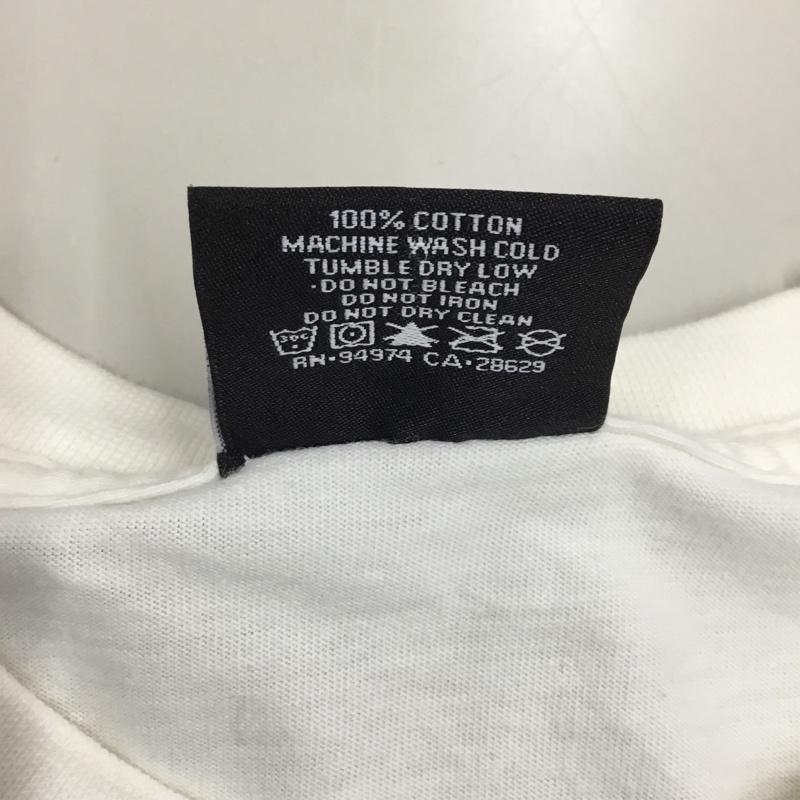 100% COTTON
MACHINE WASH COLD
TUMBLE DRY LOW
·DO NOT BLEACH
DO NOT IRON
DO NOT DRY CLEAN
30C
RN·94974 CA·28629